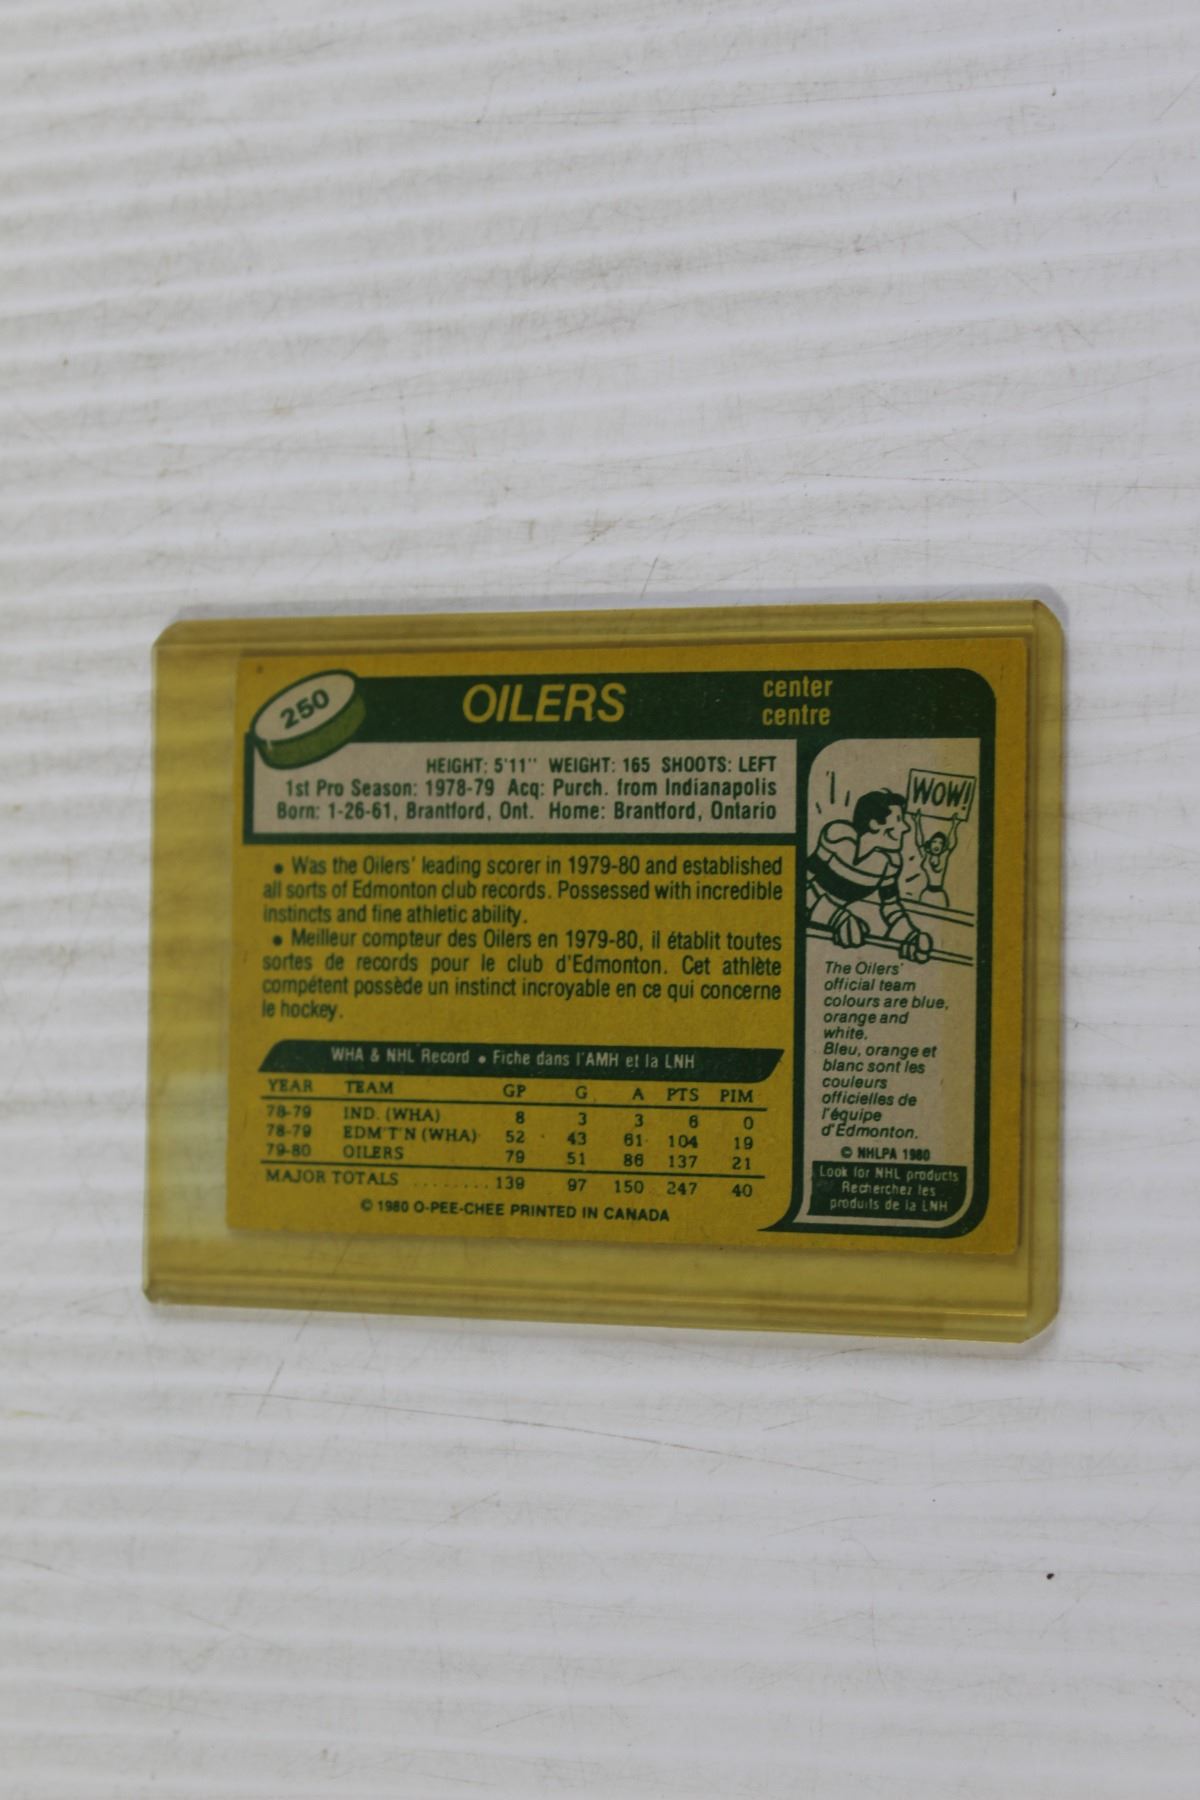 250
OILERS
center
centre
HEIGHT: 5'11" WEIGHT: 165 SHOOTS: LEFT
1st Pro Season: 1978-79 Acq: Purch. from Indianapolis
Born: 1-26-61, Brantford, Ont. Home: Brantford, Ontario
• Was the Oilers' leading scorer in 1979-80 and established
all sorts of Edmonton club records. Possessed with incredible
instincts and fine athletic ability.
• Meilleur compteur des Oilers en 1979-80, il établit toutes
sortes de records pour le club d'Edmonton. Cet athlète
compétent possède un instinct incroyable en ce qui concerne
le hockey.
WHA & NHL Record • Fiche dans l'AMH et la LNH
YEAR TEAM GP G A PTS PIM
78-79 IND. (WHA) 8 3 3 6 0
78-79 EDM'T'N (WHA) 52 43 61 104 19
79-80 OILERS 79 51 86 137 21
MAJOR TOTALS ........ 139 97 150 247 40
© 1980 O-PEE-CHEE PRINTED IN CANADA
WOW!
The Oilers'
official team
colours are blue,
orange and
white.
Bleu, orange et
blanc sont les
couleurs
officielles de
l'équipe
d'Edmonton.
© NHLPA 1980
Look for NHL products
Recherchez les
produits de la LNH